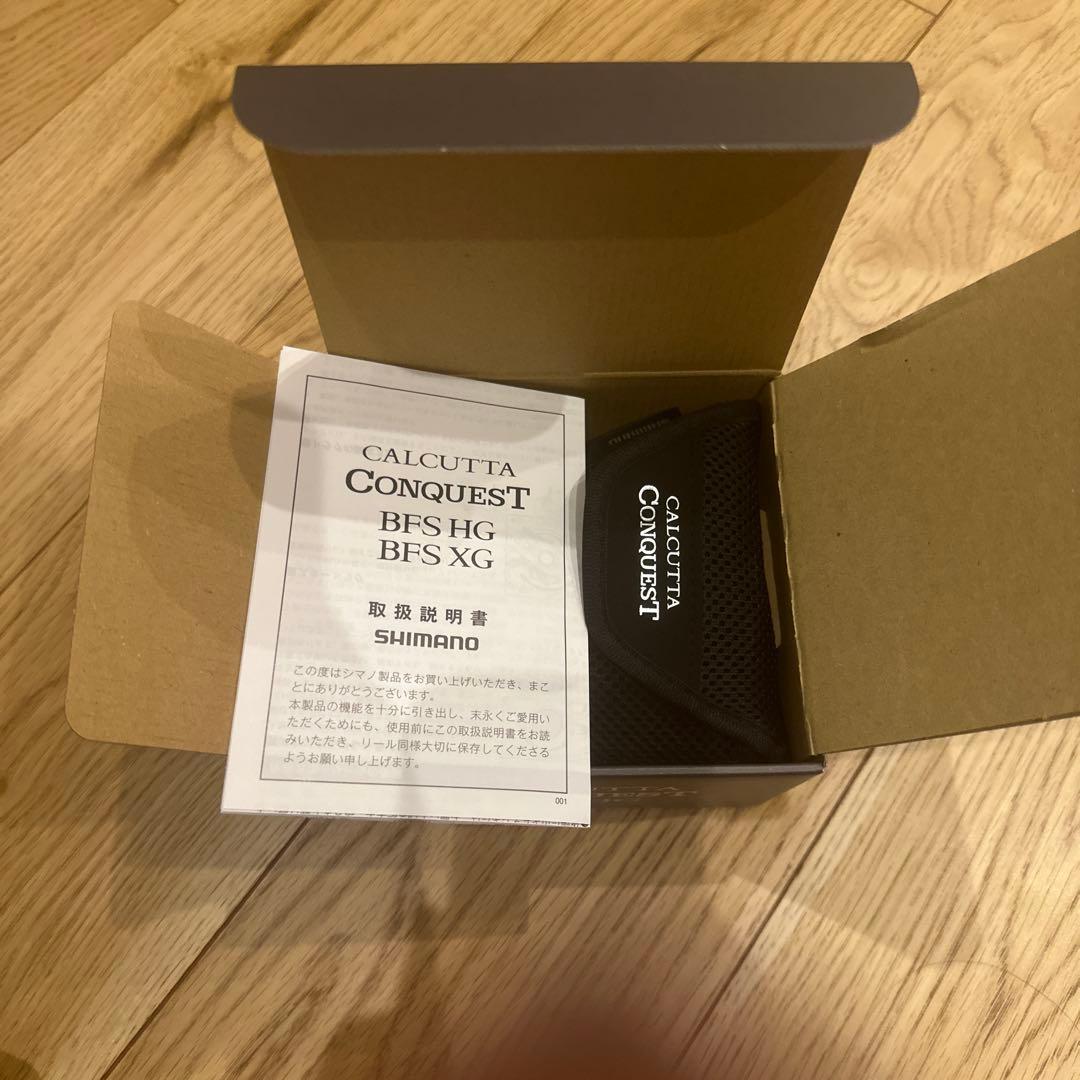 CALCUTTA
CONQUEST
BFS HG
BFS XG
取扱説明書
SHIMANO
この度はシマノ製品をお買い上げいただき、まこ
とにありがとうございます。
本製品の機能を十分に引き出し、末永くご愛用い
ただくためにも、使用前にこの取扱説明書をお読
みいただき、リール同様大切に保存してくださる
ようお願い申し上げます。
001
SHIMANO
CALCUTTA
CONQUEST